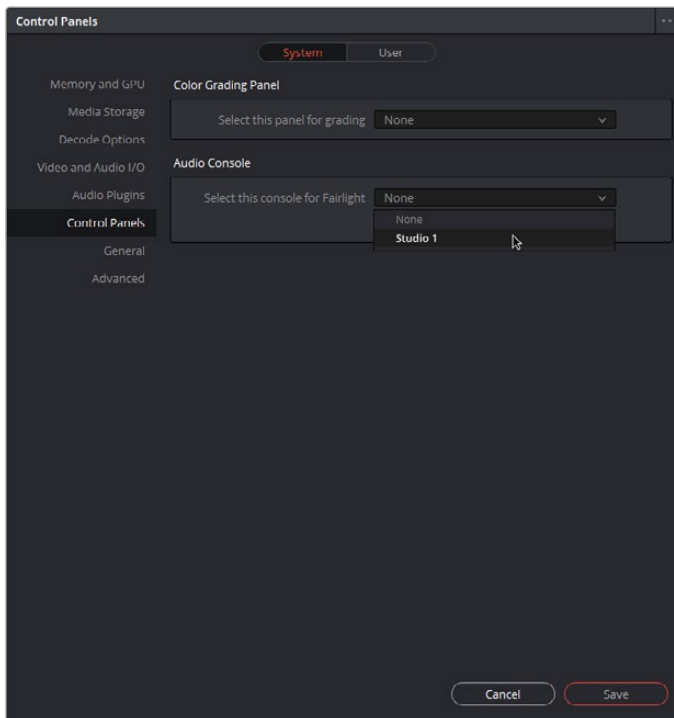 Control Panels
System User
Memory and GPU
Media Storage
Decode Options
Video and Audio I/O
Audio Plugins
Control Panels
General
Advanced
Color Grading Panel
Select this panel for grading None
Audio Console
Select this console for Fairlight None
None
Studio 1
Cancel Save